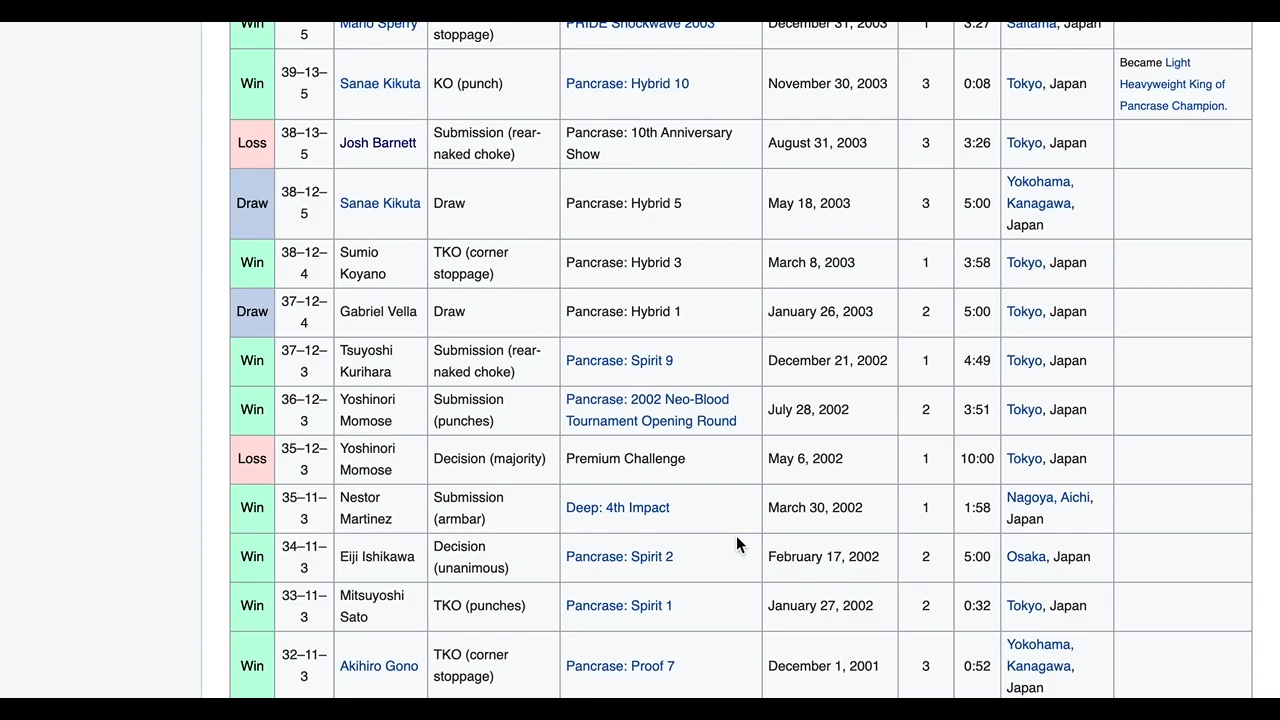 Win
5
Mario Sperry
stoppage)
PRIDE Shockwave 2003
December 31, 2003
1
3:27
Saitama, Japan
Win
39–13–
5
Sanae Kikuta
KO (punch)
Pancrase: Hybrid 10
November 30, 2003
3
0:08
Tokyo, Japan
Became Light
Heavyweight King of
Pancrase Champion.
Loss
38–13–
5
Josh Barnett
Submission (rear-
naked choke)
Pancrase: 10th Anniversary
Show
August 31, 2003
3
3:26
Tokyo, Japan
Draw
38–12–
5
Sanae Kikuta
Draw
Pancrase: Hybrid 5
May 18, 2003
3
5:00
Yokohama,
Kanagawa,
Japan
Win
38–12–
4
Sumio
Koyano
TKO (corner
stoppage)
Pancrase: Hybrid 3
March 8, 2003
1
3:58
Tokyo, Japan
Draw
37–12–
4
Gabriel Vella
Draw
Pancrase: Hybrid 1
January 26, 2003
2
5:00
Tokyo, Japan
Win
37–12–
3
Tsuyoshi
Kurihara
Submission (rear-
naked choke)
Pancrase: Spirit 9
December 21, 2002
1
4:49
Tokyo, Japan
Win
36–12–
3
Yoshinori
Momose
Submission
(punches)
Pancrase: 2002 Neo-Blood
Tournament Opening Round
July 28, 2002
2
3:51
Tokyo, Japan
Loss
35–12–
3
Yoshinori
Momose
Decision (majority)
Premium Challenge
May 6, 2002
1
10:00
Tokyo, Japan
Win
35–11–
3
Nestor
Martinez
Submission
(armbar)
Deep: 4th Impact
March 30, 2002
1
1:58
Nagoya, Aichi,
Japan
Win
34–11–
3
Eiji Ishikawa
Decision
(unanimous)
Pancrase: Spirit 2
February 17, 2002
2
5:00
Osaka, Japan
Win
33–11–
3
Mitsuyoshi
Sato
TKO (punches)
Pancrase: Spirit 1
January 27, 2002
2
0:32
Tokyo, Japan
Win
32–11–
3
Akihiro Gono
TKO (corner
stoppage)
Pancrase: Proof 7
December 1, 2001
3
0:52
Yokohama,
Kanagawa,
Japan